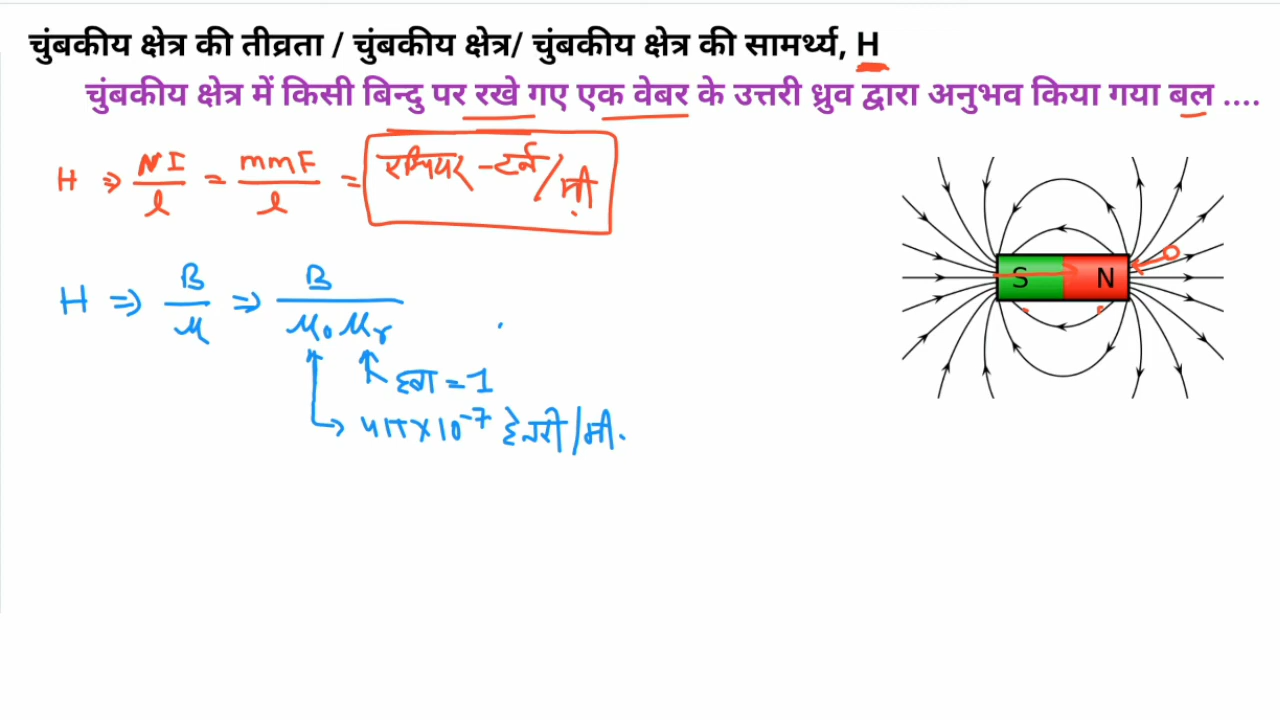 चुंबकीय क्षेत्र की तीव्रता / चुंबकीय क्षेत्र/ चुंबकीय क्षेत्र की सामर्थ्य, H
चुंबकीय क्षेत्र में किसी बिन्दु पर रखे गए एक वेबर के उत्तरी ध्रुव द्वारा अनुभव किया गया बल ....
H ⇒ NI/l = mmF/l = एम्पियर -टर्न/मी
H ⇒ B/μ ⇒ B/μ₀μᵣ
हवा = 1
4π×10⁻⁷ हेनरी/मी.
S N